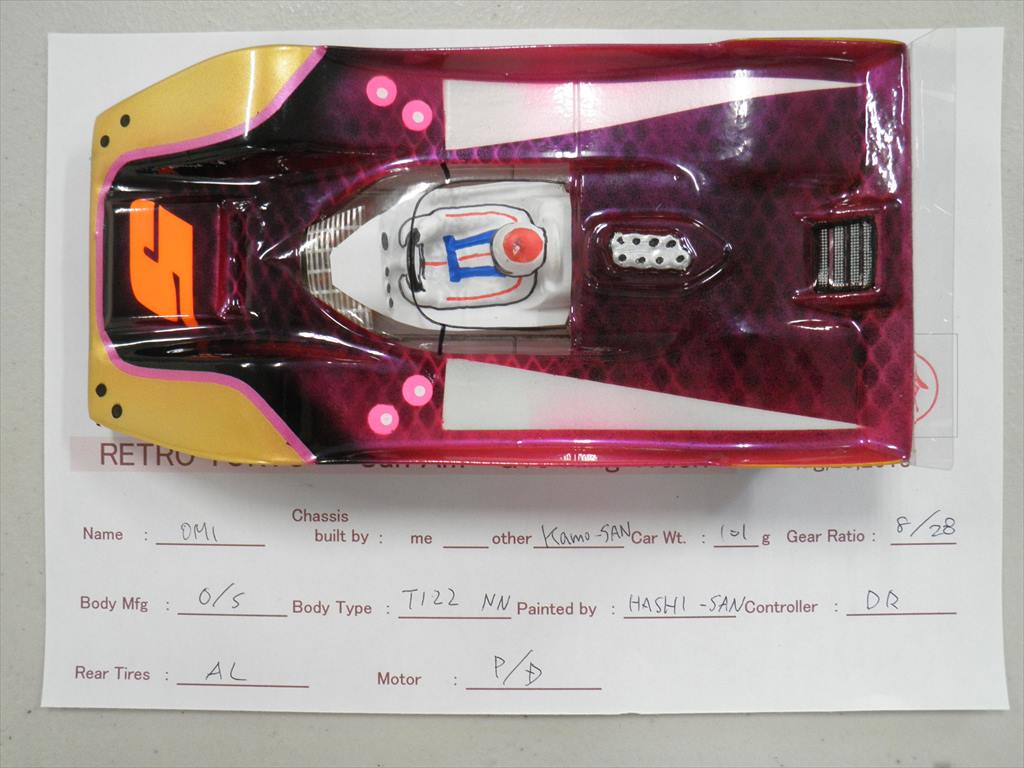 5
RETRO
Name : OMI Chassis built by : me other Kamo-SAN Car Wt. : 101 g Gear Ratio : 8/28
Body Mfg : O/S Body Type : T122 NN Painted by : HASHI-SAN Controller : DR
Rear Tires : AL Motor : P/D